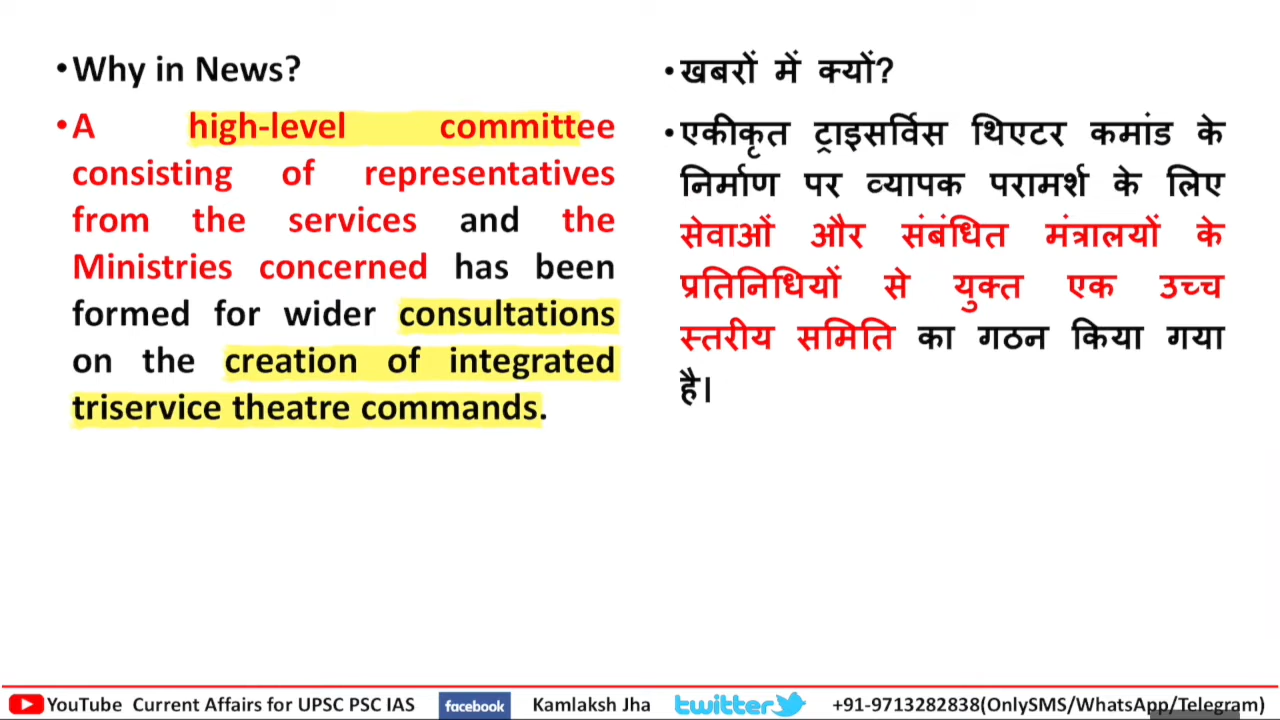 •Why in News?
•A high-level committee
consisting of representatives
from the services and the
Ministries concerned has been
formed for wider consultations
on the creation of integrated
triservice theatre commands.
•खबरों में क्यों?
•एकीकृत ट्राइसर्विस थिएटर कमांड के
निर्माण पर व्यापक परामर्श के लिए
सेवाओं और संबंधित मंत्रालयों के
प्रतिनिधियों से युक्त एक उच्च
स्तरीय समिति का गठन किया गया
है।
YouTube Current Affairs for UPSC PSC IAS facebook Kamlaksh Jha twitter +91-9713282838(OnlySMS/WhatsApp/Telegram)